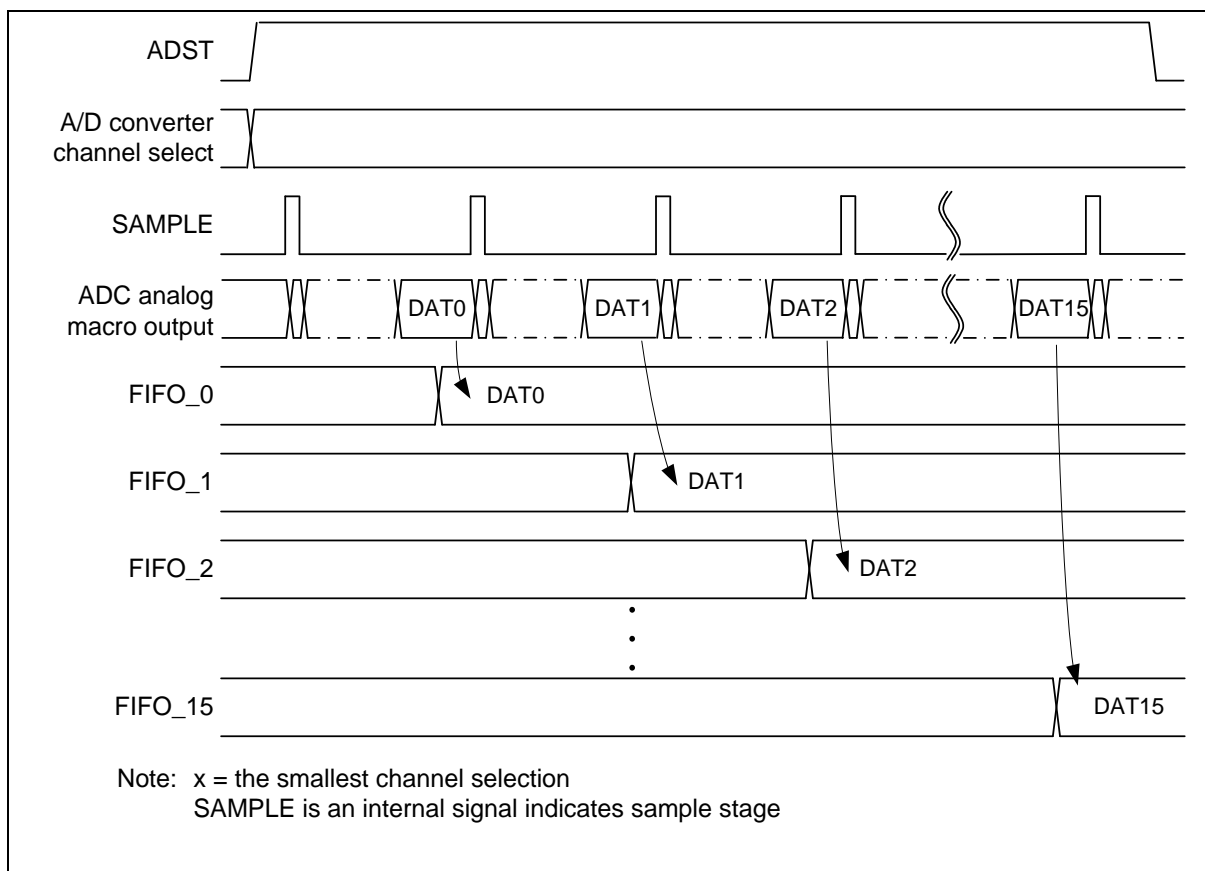 ADST
A/D converter
channel select
SAMPLE
ADC analog
macro output
DAT0
DAT1
DAT2
DAT15
FIFO_0
DAT0
FIFO_1
DAT1
FIFO_2
DAT2
FIFO_15
DAT15
Note: x = the smallest channel selection
SAMPLE is an internal signal indicates sample stage